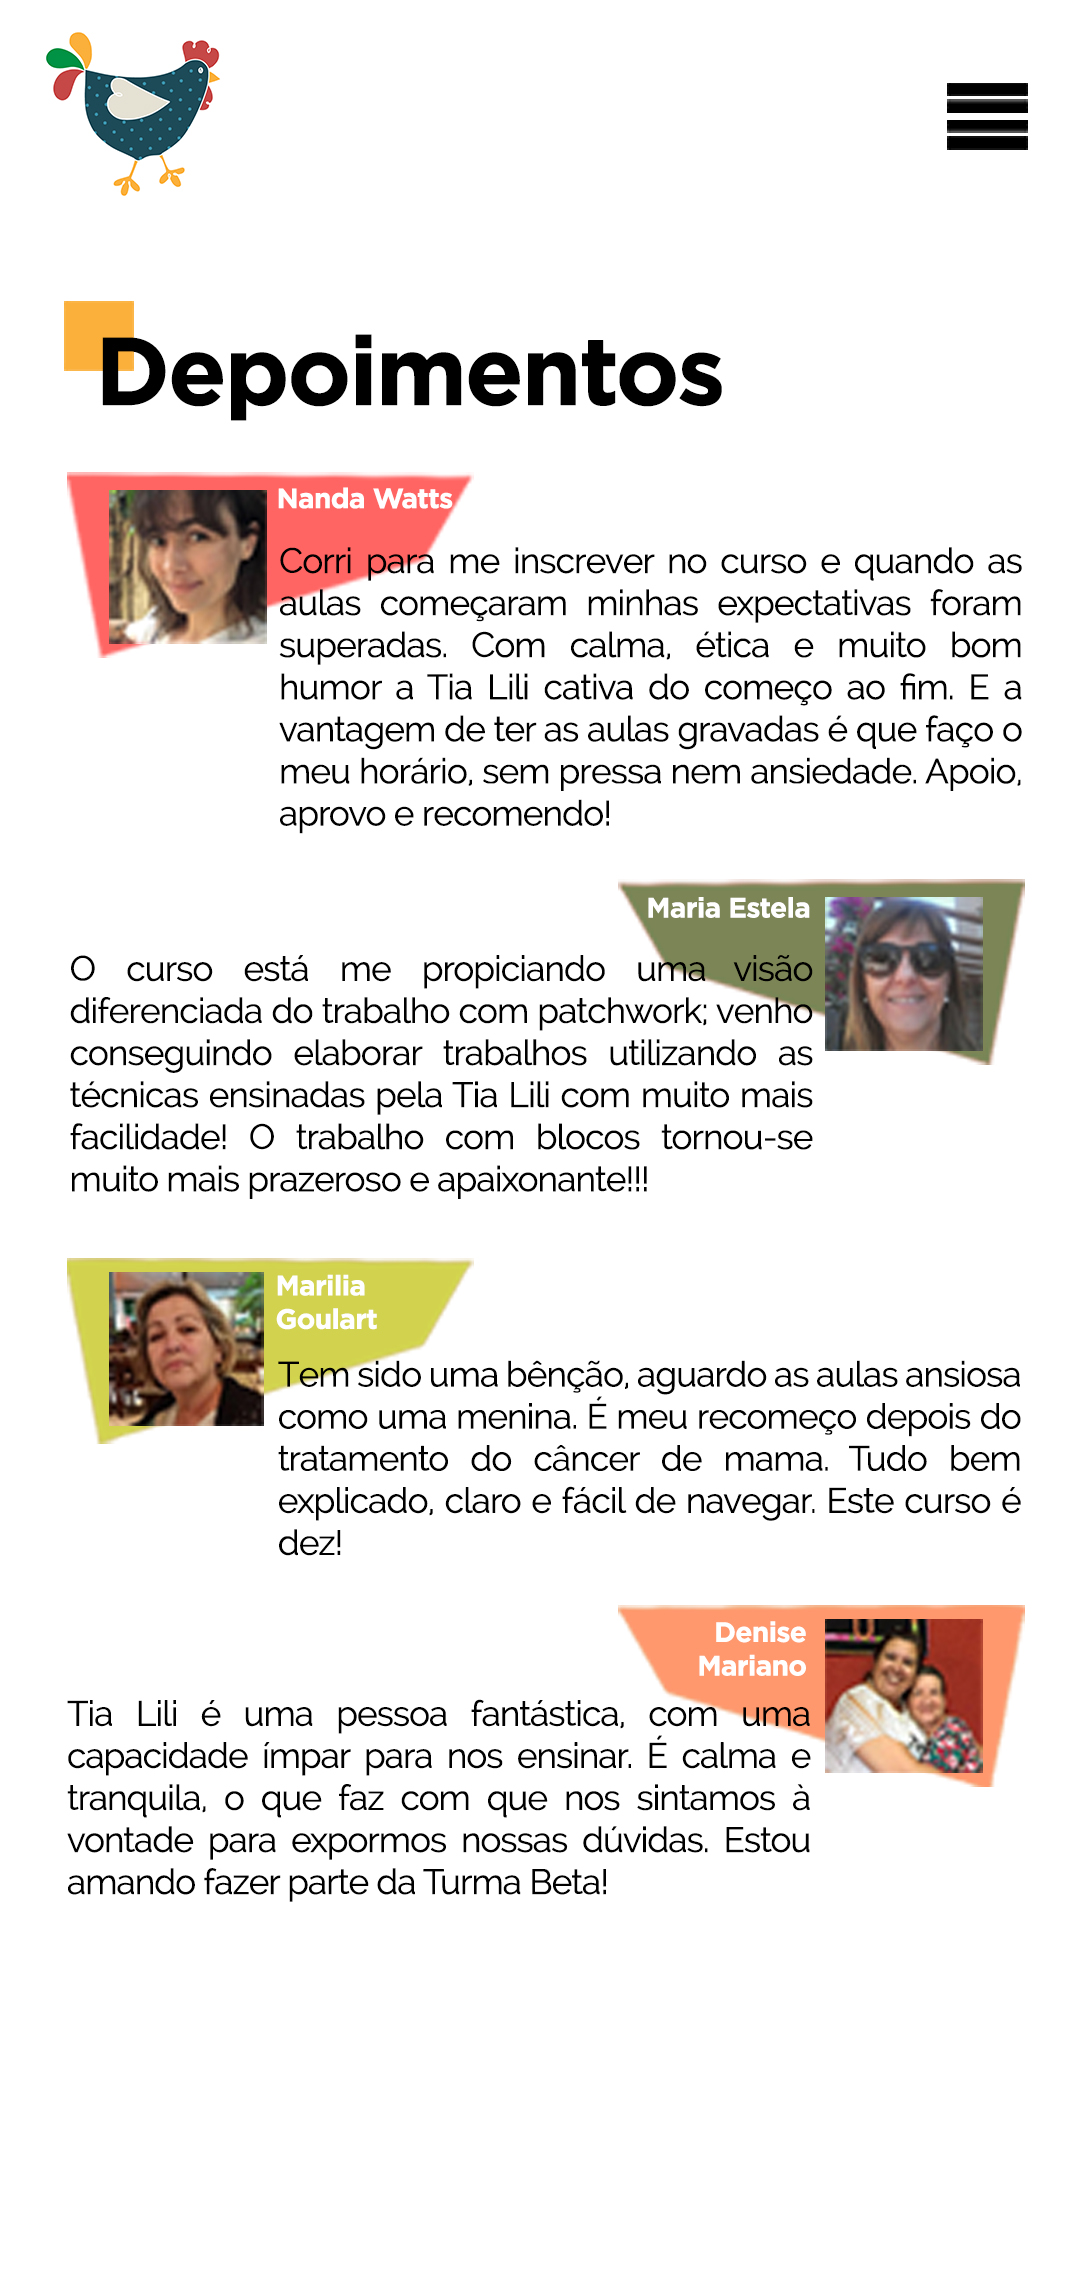 Depoimentos
Nanda Watts
Corri para me inscrever no curso e quando as
aulas começaram minhas expectativas foram
superadas. Com calma, ética e muito bom
humor a Tia Lili cativa do começo ao fim. E a
vantagem de ter as aulas gravadas é que faço o
meu horário, sem pressa nem ansiedade. Apoio,
aprovo e recomendo!
Maria Estela
O curso está me propiciando uma visão
diferenciada do trabalho com patchwork; venho
conseguindo elaborar trabalhos utilizando as
técnicas ensinadas pela Tia Lili com muito mais
facilidade! O trabalho com blocos tornou-se
muito mais prazeroso e apaixonante!!!
Marilia
Goulart
Tem sido uma bênção, aguardo as aulas ansiosa
como uma menina. É meu recomeço depois do
tratamento do câncer de mama. Tudo bem
explicado, claro e fácil de navegar. Este curso é
dez!
Denise
Mariano
Tia Lili é uma pessoa fantástica, com uma
capacidade ímpar para nos ensinar. É calma e
tranquila, o que faz com que nos sintamos à
vontade para expormos nossas dúvidas. Estou
amando fazer parte da Turma Beta!